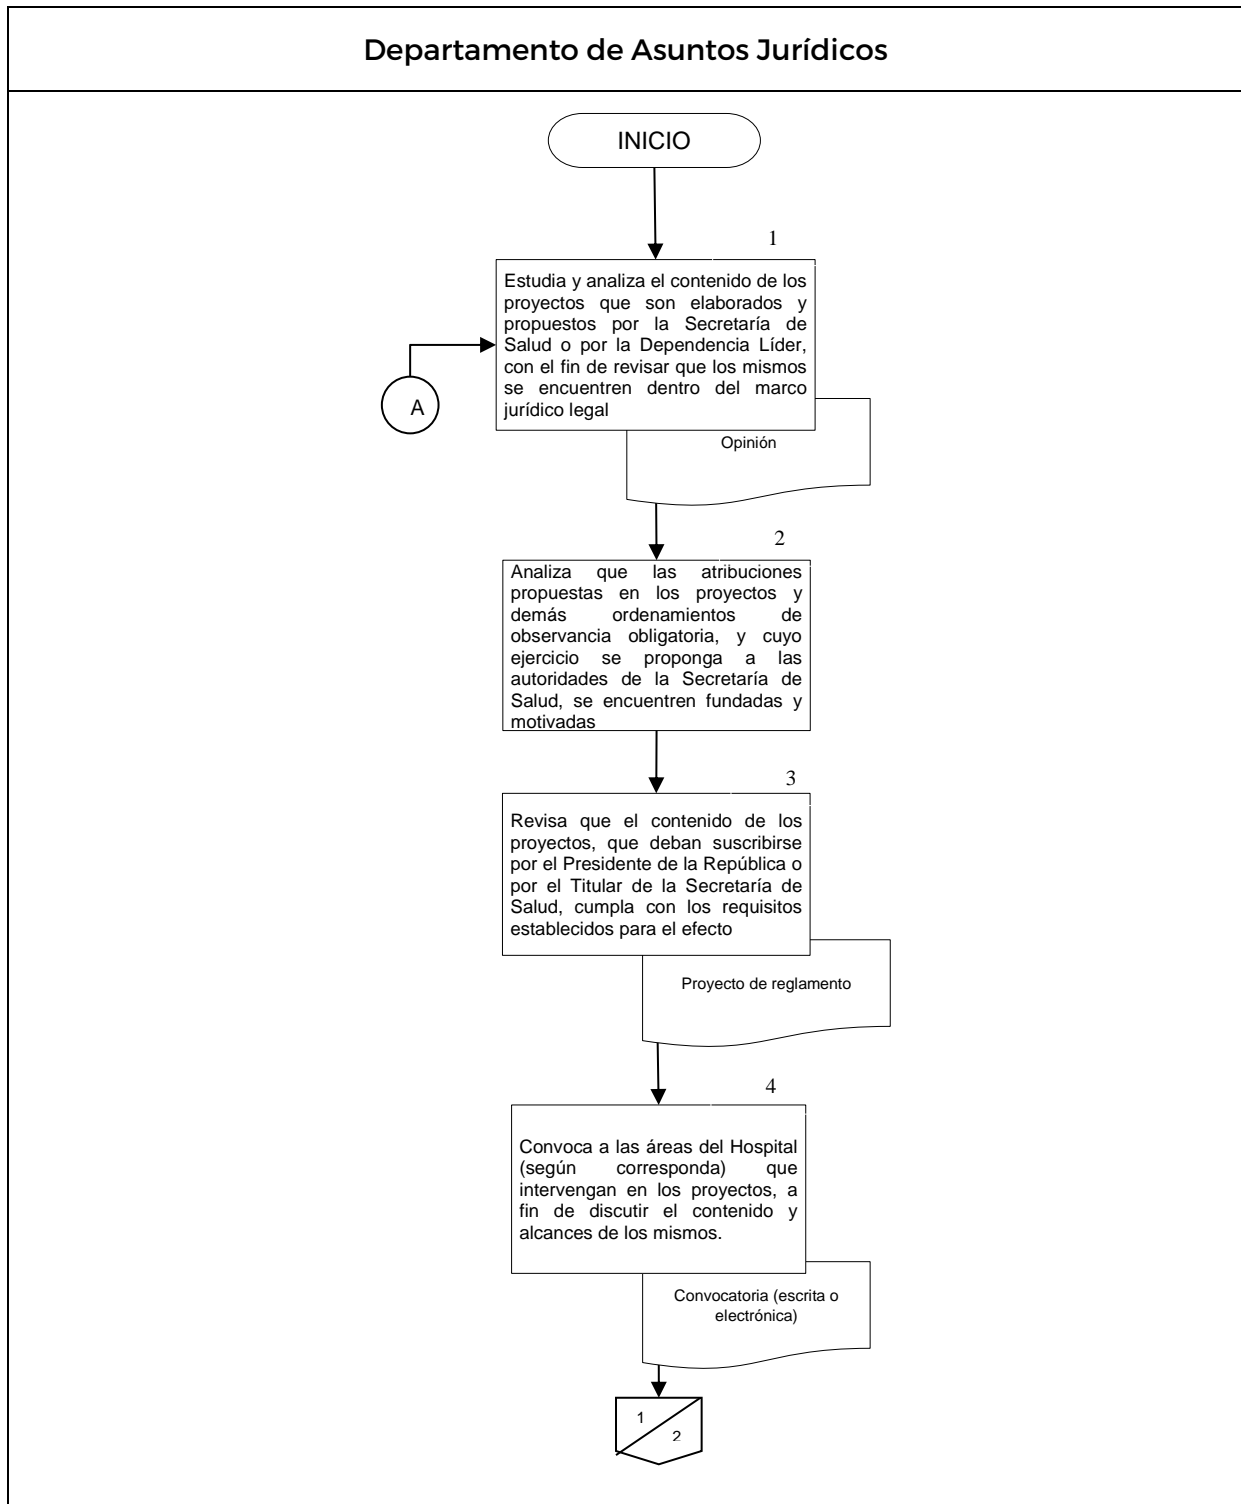 Departamento de Asuntos Jurídicos
INICIO
1
Estudia y analiza el contenido de los
proyectos que son elaborados y
propuestos por la Secretaría de
Salud o por la Dependencia Líder,
con el fin de revisar que los mismos
se encuentren dentro del marco
jurídico legal
A
Opinión
2
Analiza que las atribuciones
propuestas en los proyectos y
demás ordenamientos de
observancia obligatoria, y cuyo
ejercicio se proponga a las
autoridades de la Secretaría de
Salud, se encuentren fundadas y
motivadas
3
Revisa que el contenido de los
proyectos, que deban suscribirse
por el Presidente de la República o
por el Titular de la Secretaría de
Salud, cumpla con los requisitos
establecidos para el efecto
Proyecto de reglamento
4
Convoca a las áreas del Hospital
(según corresponda) que
intervengan en los proyectos, a
fin de discutir el contenido y
alcances de los mismos.
Convocatoria (escrita o
electrónica)
1
2